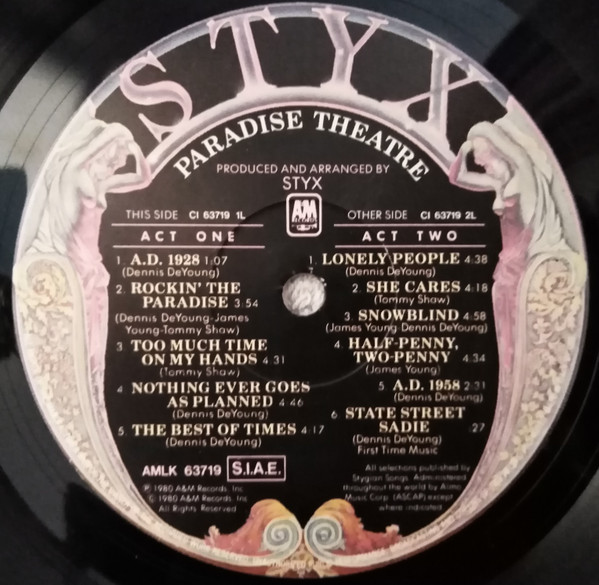 STYX
PARADISE THEATRE
PRODUCED AND ARRANGED BY
STYX
A&M
RECORDS
THIS SIDE CI 63719 1L
ACT ONE
1. A.D. 1928 1:07
(Dennis DeYoung)
2. ROCKIN' THE
PARADISE 3:54
(Dennis DeYoung-James
Young-Tommy Shaw)
3. TOO MUCH TIME
ON MY HANDS 4:31
(Tommy Shaw)
4. NOTHING EVER GOES
AS PLANNED 4:46
(Dennis DeYoung)
5. THE BEST OF TIMES 4:17
(Dennis DeYoung)
AMLK 63719 S.I.A.E.
℗ 1980 A&M Records, Inc.
© 1980 A&M Records, Inc.
All Rights Reserved
OTHER SIDE CI 63719 2L
ACT TWO
1. LONELY PEOPLE 4:38
(Dennis DeYoung)
2. SHE CARES 4:18
(Tommy Shaw)
3. SNOWBLIND 4:58
(James Young-Dennis DeYoung)
4. HALF-PENNY,
TWO-PENNY 4:34
(James Young)
5. A.D. 1958 2:31
(Dennis DeYoung)
6. STATE STREET
SADIE :27
(Dennis DeYoung)
First Time Music
All selections published by
Stygian Songs. Administered
throughout the world by Almo
Music Corp. (ASCAP) except
where indicated.